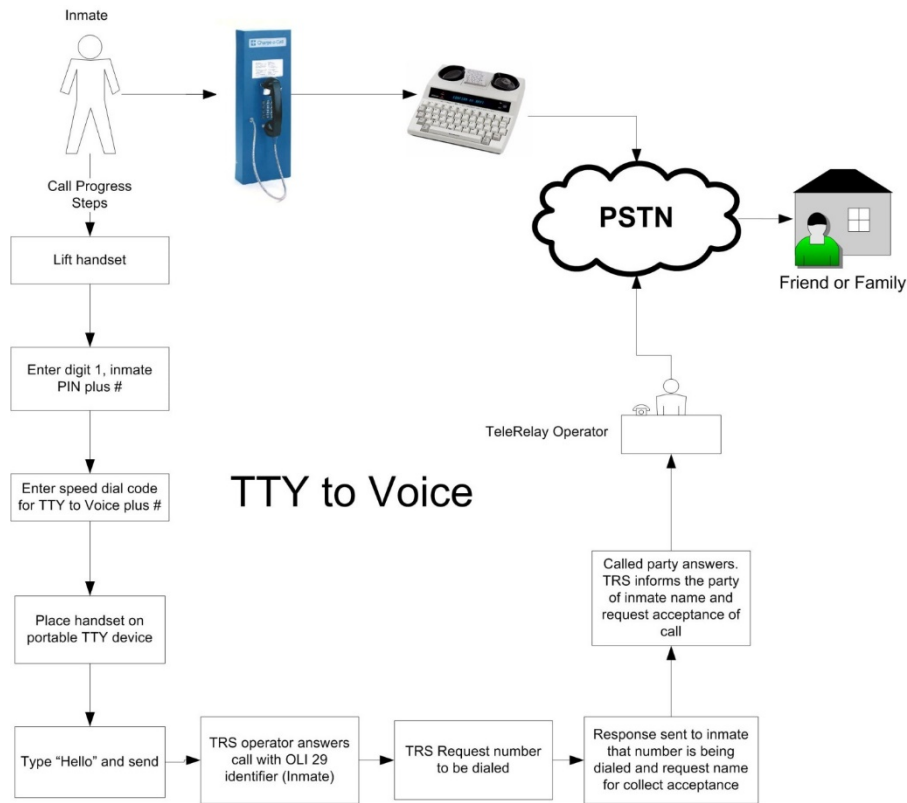 Inmate
PSTN
Friend or Family
Call Progress
Steps
Lift handset
Enter digit 1, inmate
PIN plus #
Enter speed dial code
for TTY to Voice plus #
Place handset on
portable TTY device
Type “Hello” and send
TRS operator answers
call with OLI 29
identifier (Inmate)
TRS Request number
to be dialed
Response sent to inmate
that number is being
dialed and request name
for collect acceptance
Called party answers.
TRS informs the party
of inmate name and
request acceptance of
call
TeleRelay Operator
TTY to Voice